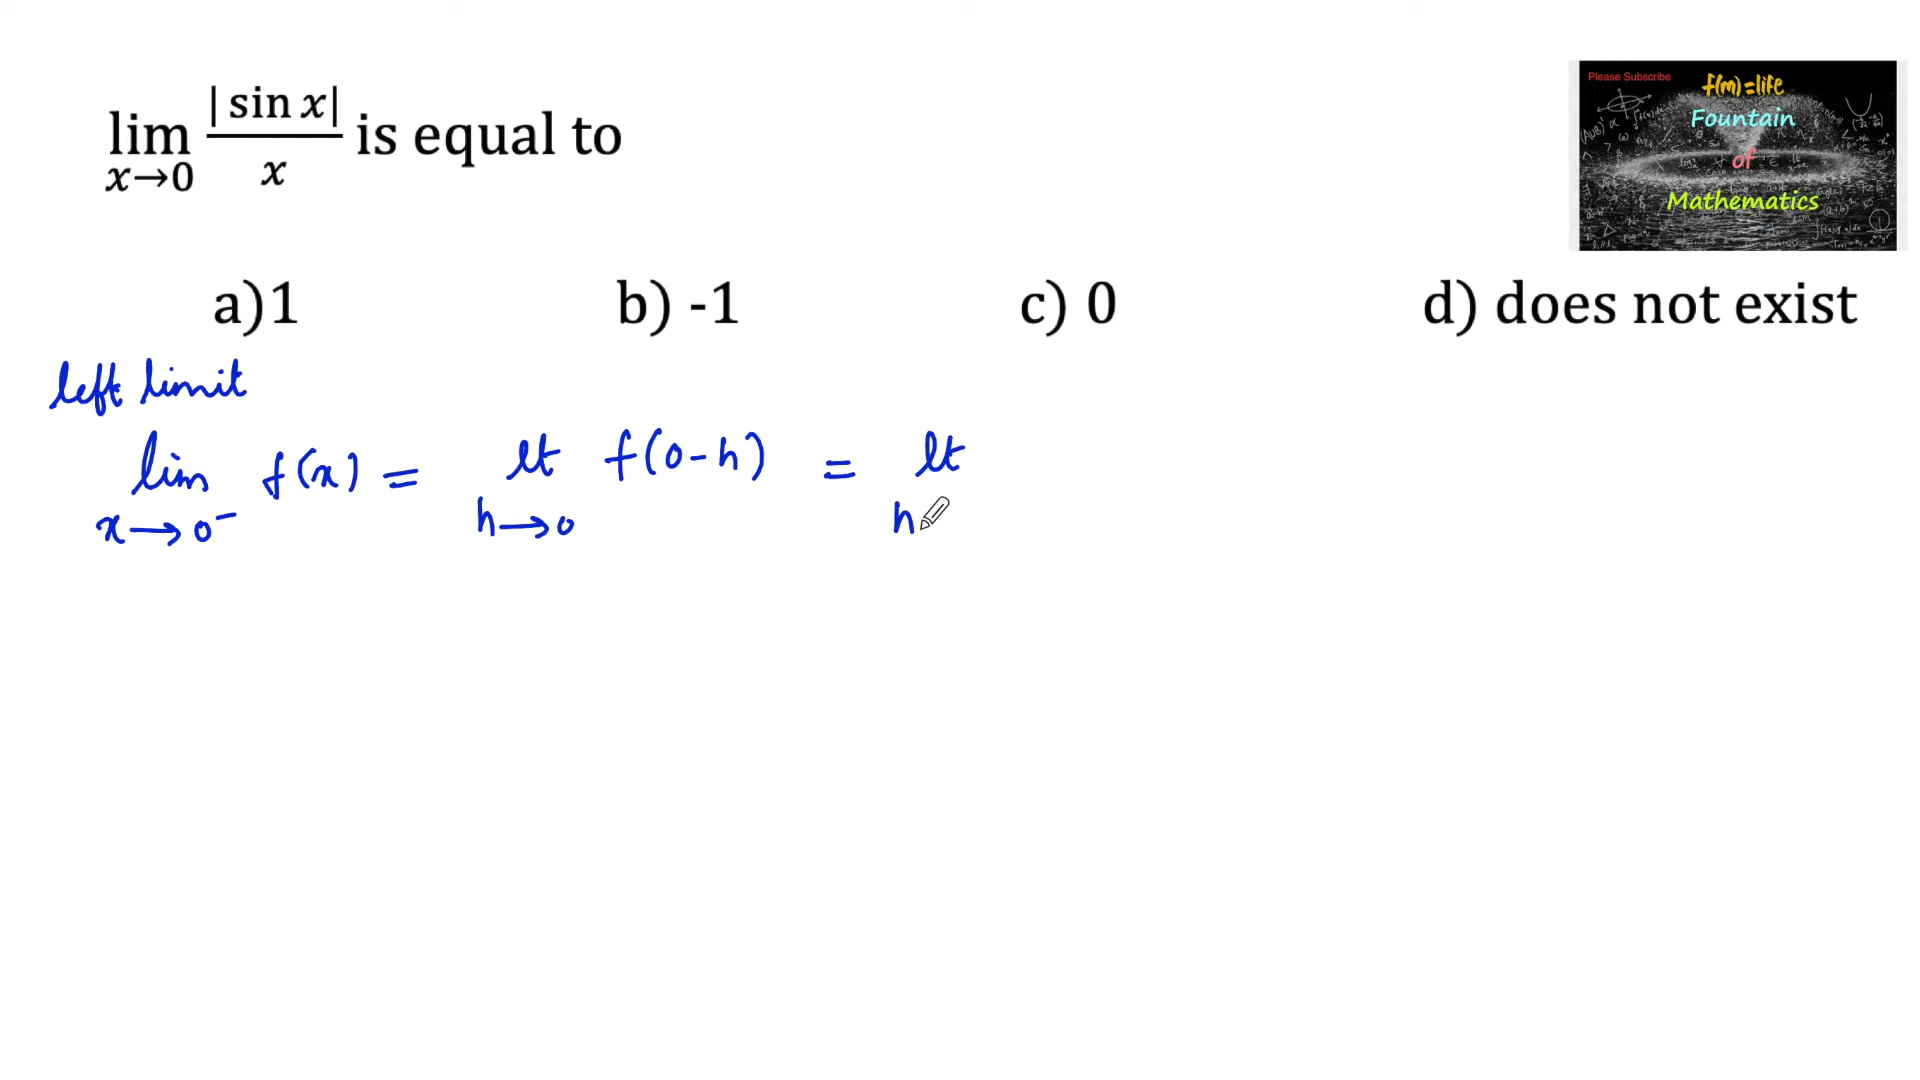 lim x→0 |sin x| / x is equal to
Please Subscribe
f(m)=life
Fountain
of
Mathematics
a)1 b) -1 c) 0 d) does not exist
left limit
lim f(x) = lt f(0-h) = lt
x→0⁻ h→0 h